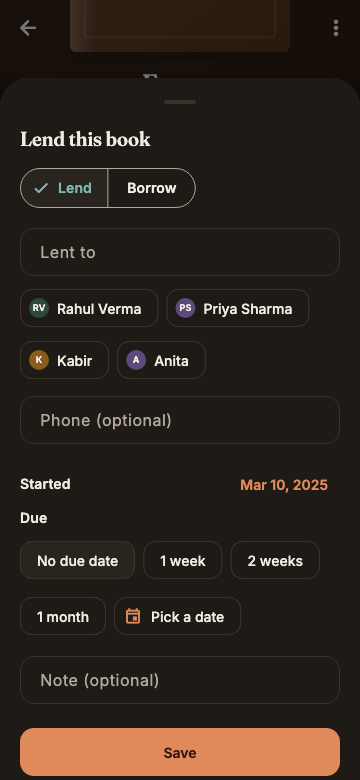 Lend this book
Lend Borrow
Lent to
RV Rahul Verma PS Priya Sharma
K Kabir A Anita
Phone (optional)
Started Mar 10, 2025
Due
No due date 1 week 2 weeks
1 month Pick a date
Note (optional)
Save